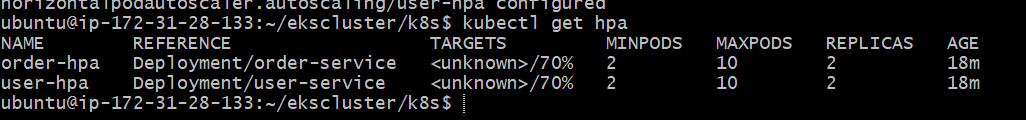 horizontalpodautoscaler.autoscaling/user-hpa configured
ubuntu@ip-172-31-28-133:~/ekscluster/k8s$ kubectl get hpa
NAME        REFERENCE                  TARGETS         MINPODS   MAXPODS   REPLICAS   AGE
order-hpa   Deployment/order-service   <unknown>/70%   2         10        2          18m
user-hpa    Deployment/user-service    <unknown>/70%   2         10        2          18m
ubuntu@ip-172-31-28-133:~/ekscluster/k8s$